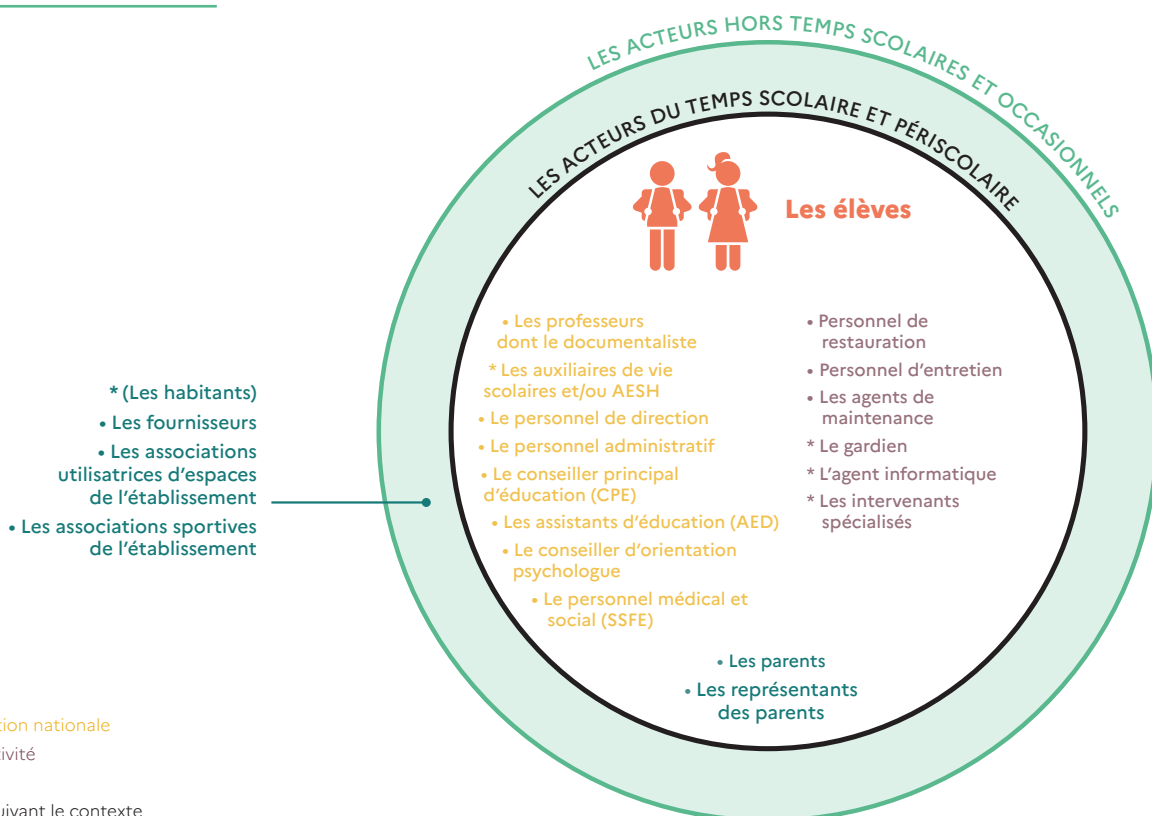 LES ACTEURS HORS TEMPS SCOLAIRES ET OCCASIONNELS
LES ACTEURS DU TEMPS SCOLAIRE ET PÉRISCOLAIRE
Les élèves
• Les professeurs
dont le documentaliste
* Les auxiliaires de vie
scolaires et/ou AESH
• Le personnel de direction
• Le personnel administratif
• Le conseiller principal
d'éducation (CPE)
• Les assistants d'éducation (AED)
• Le conseiller d'orientation
psychologue
• Le personnel médical et
social (SSFE)
• Personnel de
restauration
• Personnel d'entretien
• Les agents de
maintenance
* Le gardien
* L'agent informatique
* Les intervenants
spécialisés
• Les parents
• Les représentants
des parents
* (Les habitants)
• Les fournisseurs
• Les associations
utilisatrices d'espaces
de l'établissement
• Les associations sportives
de l'établissement
nationale
le contexte